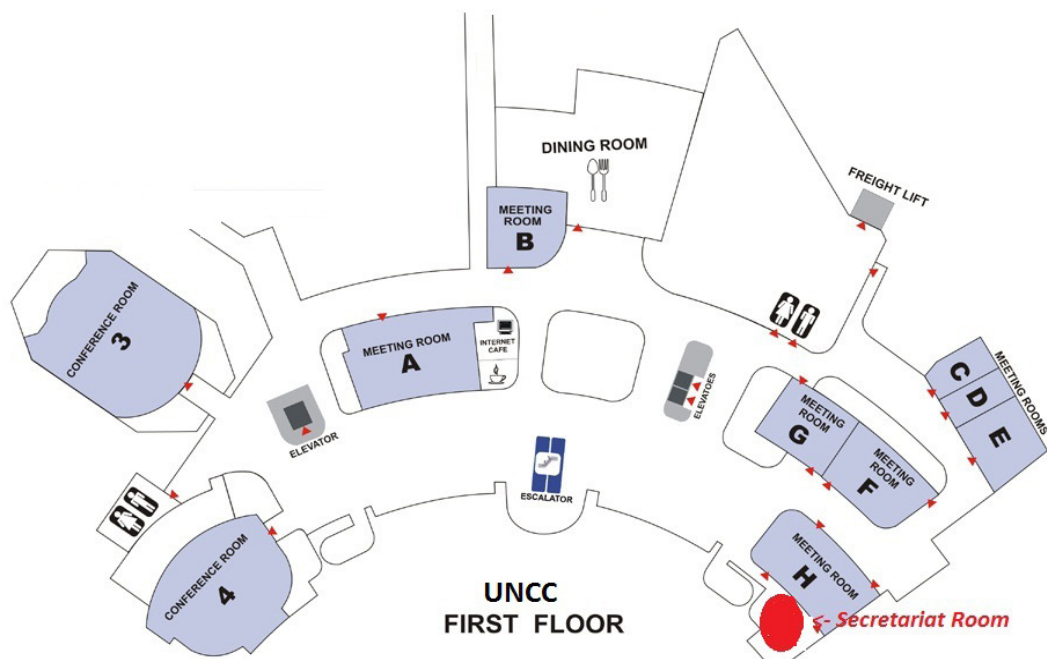 DINING ROOM
FREIGHT LIFT
MEETING
ROOM
B
CONFERENCE ROOM
3
MEETING ROOM
A
INTERNET
CAFE
ELEVATOES
MEETING ROOMS
C
D
E
MEETING
ROOM
G
MEETING
ROOM
F
ELEVATOR
ESCALATOR
CONFERENCE ROOM
4
MEETING ROOM
H
UNCC
FIRST FLOOR
<- Secretariat Room